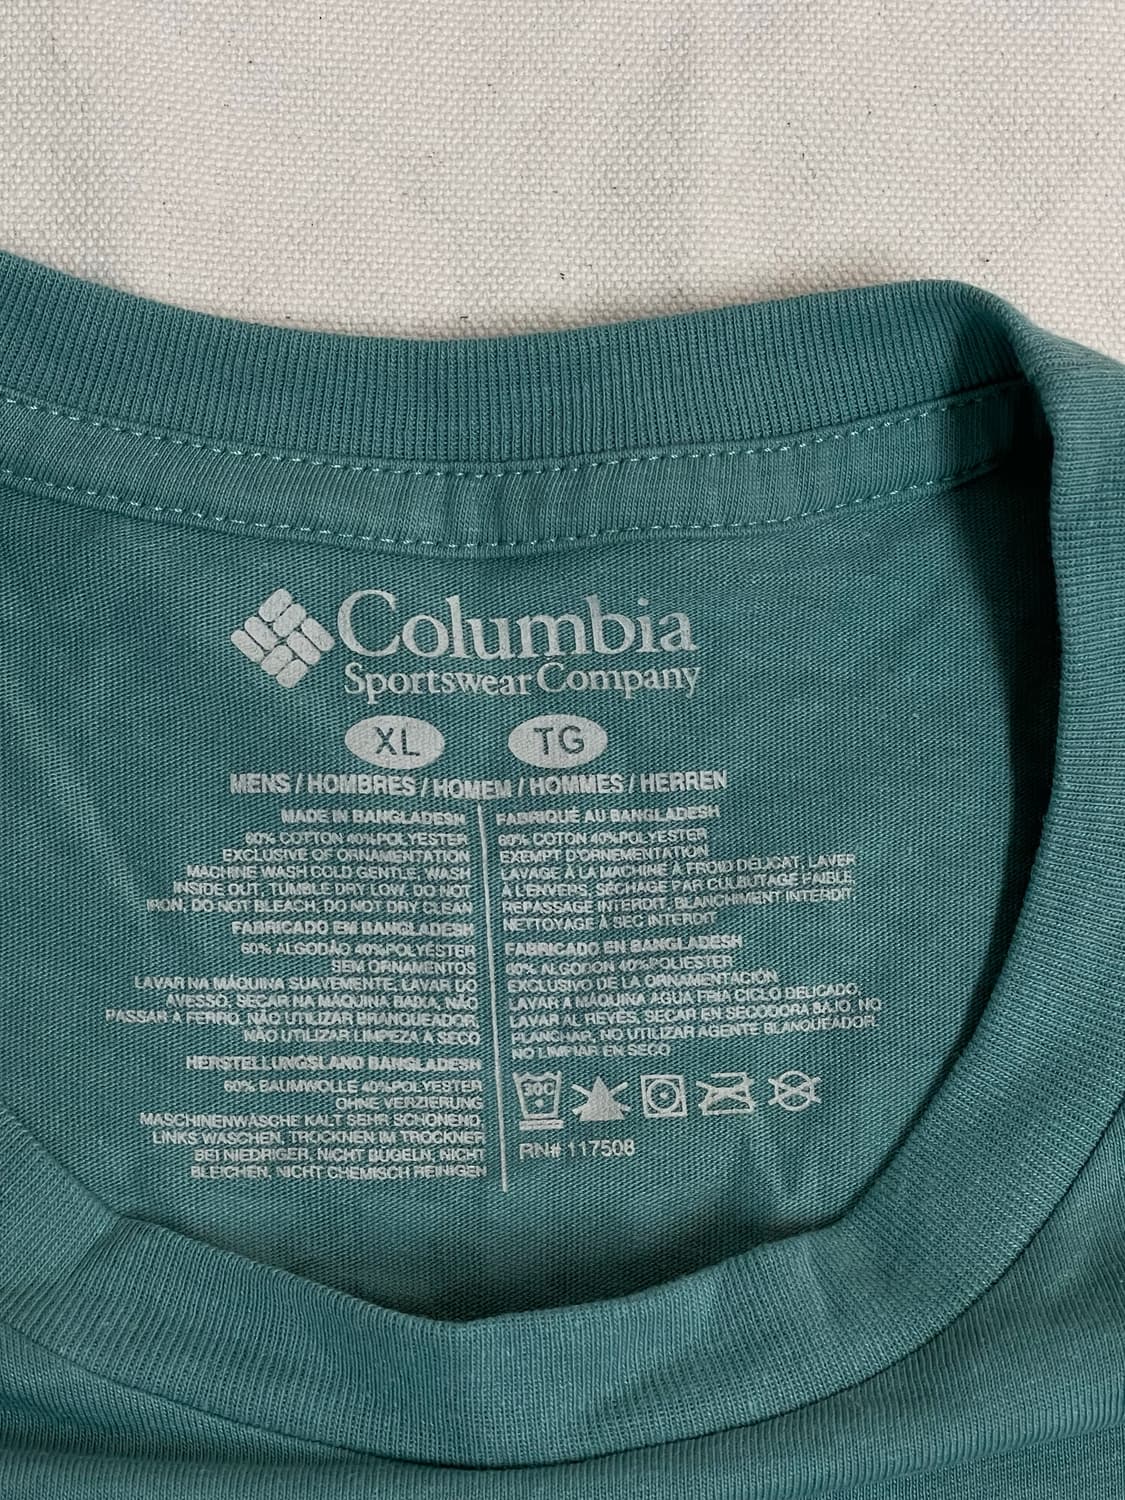 Columbia
Sportswear Company
XL TG
MENS / HOMBRES / HOMEM / HOMMES / HERREN
MADE IN BANGLADESH
60% COTTON 40%POLYESTER
EXCLUSIVE OF ORNAMENTATION
MACHINE WASH COLD GENTLE, WASH
INSIDE OUT, TUMBLE DRY LOW, DO NOT
IRON, DO NOT BLEACH, DO NOT DRY CLEAN
FABRICADO EM BANGLADESH
60% ALGODÃO 40%POLYÉSTER
SEM ORNAMENTOS
LAVAR NA MÁQUINA SUAVEMENTE, LAVAR DO
AVESSO, SECAR NA MÁQUINA BAIXA, NÃO
PASSAR A FERRO, NÃO UTILIZAR BRANQUEADOR,
NÃO UTILIZAR LIMPEZA A SECO
HERSTELLUNGSLAND BANGLADESH
60% BAUMWOLLE 40%POLYESTER
OHNE VERZIERUNG
MASCHINENWÄSCHE KALT SEHR SCHONEND,
LINKS WASCHEN, TROCKNEN IM TROCKNER
BEI NIEDRIGER, NICHT BUGELN, NICHT
BLEICHEN, NICHT CHEMISCH REINIGEN
FABRIQUÉ AU BANGLADESH
60% COTON 40%POLYESTER
EXEMPT D'ORNEMENTATION
LAVAGE À LA MACHINE À FROID DÉLICAT, LAVER
À L'ENVERS, SÉCHAGE PAR CULBUTAGE FAIBLE,
REPASSAGE INTERDIT, BLANCHIMENT INTERDIT
NETTOYAGE À SEC INTERDIT
FABRICADO EN BANGLADESH
60% ALGODON 40%POLIESTER
EXCLUSIVO DE LA ORNAMENTACIÓN
LAVAR A MÁQUINA AGUA FRIA CICLO DELICADO,
LAVAR AL REVÉS, SECAR EN SECODORA BAJO, NO
PLANCHAR, NO UTILIZAR AGENTE BLANQUEADOR,
NO LIMPIAR EN SECO
30C
RN# 117508